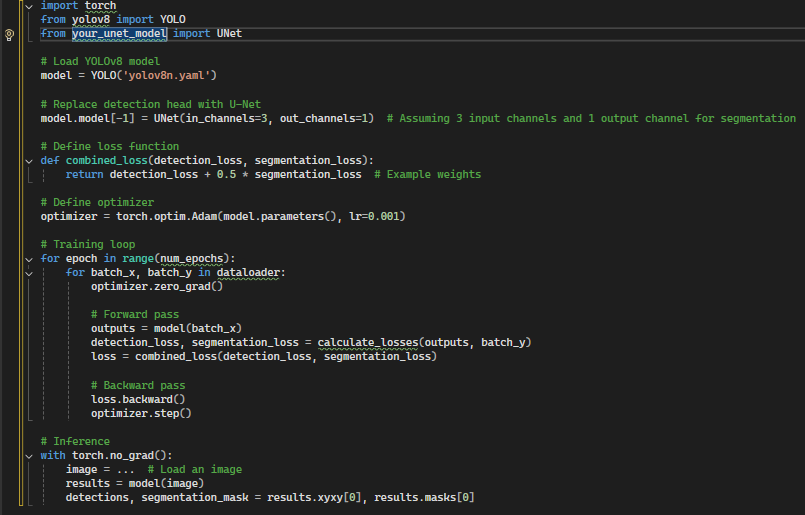 import torch
from yolov8 import YOLO
from your_unet_model import UNet
# Load YOLOv8 model
model = YOLO('yolov8n.yaml')
# Replace detection head with U-Net
model.model[-1] = UNet(in_channels=3, out_channels=1)  # Assuming 3 input channels and 1 output channel for segmentation
# Define loss function
def combined_loss(detection_loss, segmentation_loss):
    return detection_loss + 0.5 * segmentation_loss  # Example weights
# Define optimizer
optimizer = torch.optim.Adam(model.parameters(), lr=0.001)
# Training loop
for epoch in range(num_epochs):
    for batch_x, batch_y in dataloader:
        optimizer.zero_grad()
        # Forward pass
        outputs = model(batch_x)
        detection_loss, segmentation_loss = calculate_losses(outputs, batch_y)
        loss = combined_loss(detection_loss, segmentation_loss)
        # Backward pass
        loss.backward()
        optimizer.step()
# Inference
with torch.no_grad():
    image = ...  # Load an image
    results = model(image)
    detections, segmentation_mask = results.xyxy[0], results.masks[0]